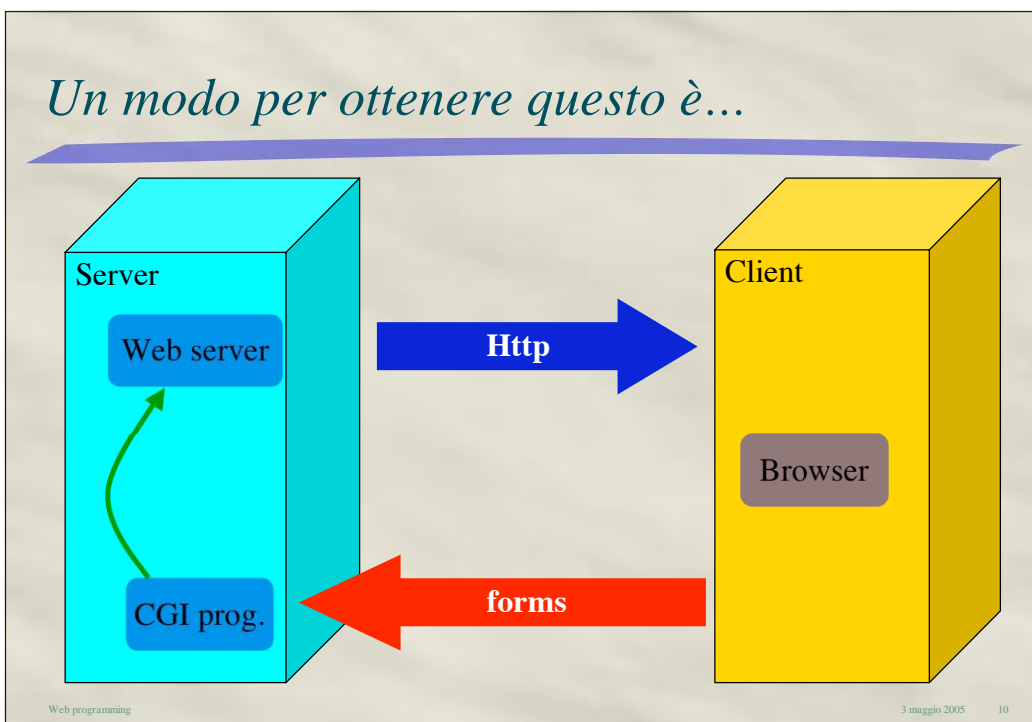 Un modo per ottenere questo è…
Server
Client
Web server
Http
Browser
CGI prog.
forms
Web programming
3 maggio 2005
10